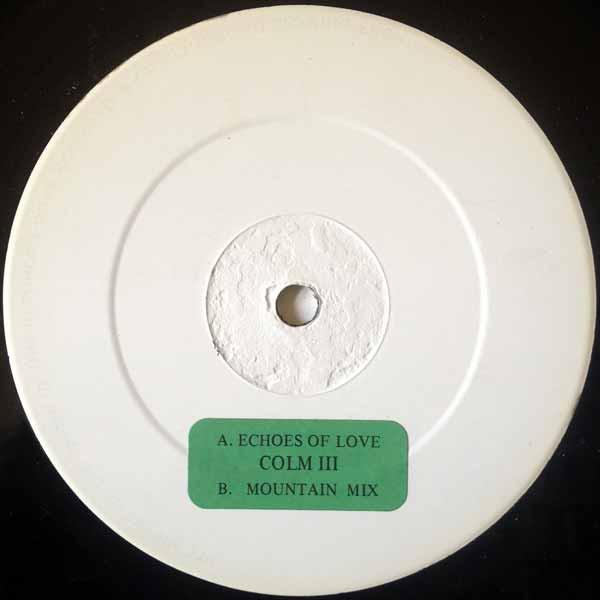 A. ECHOES OF LOVE
COLM III
B. MOUNTAIN MIX